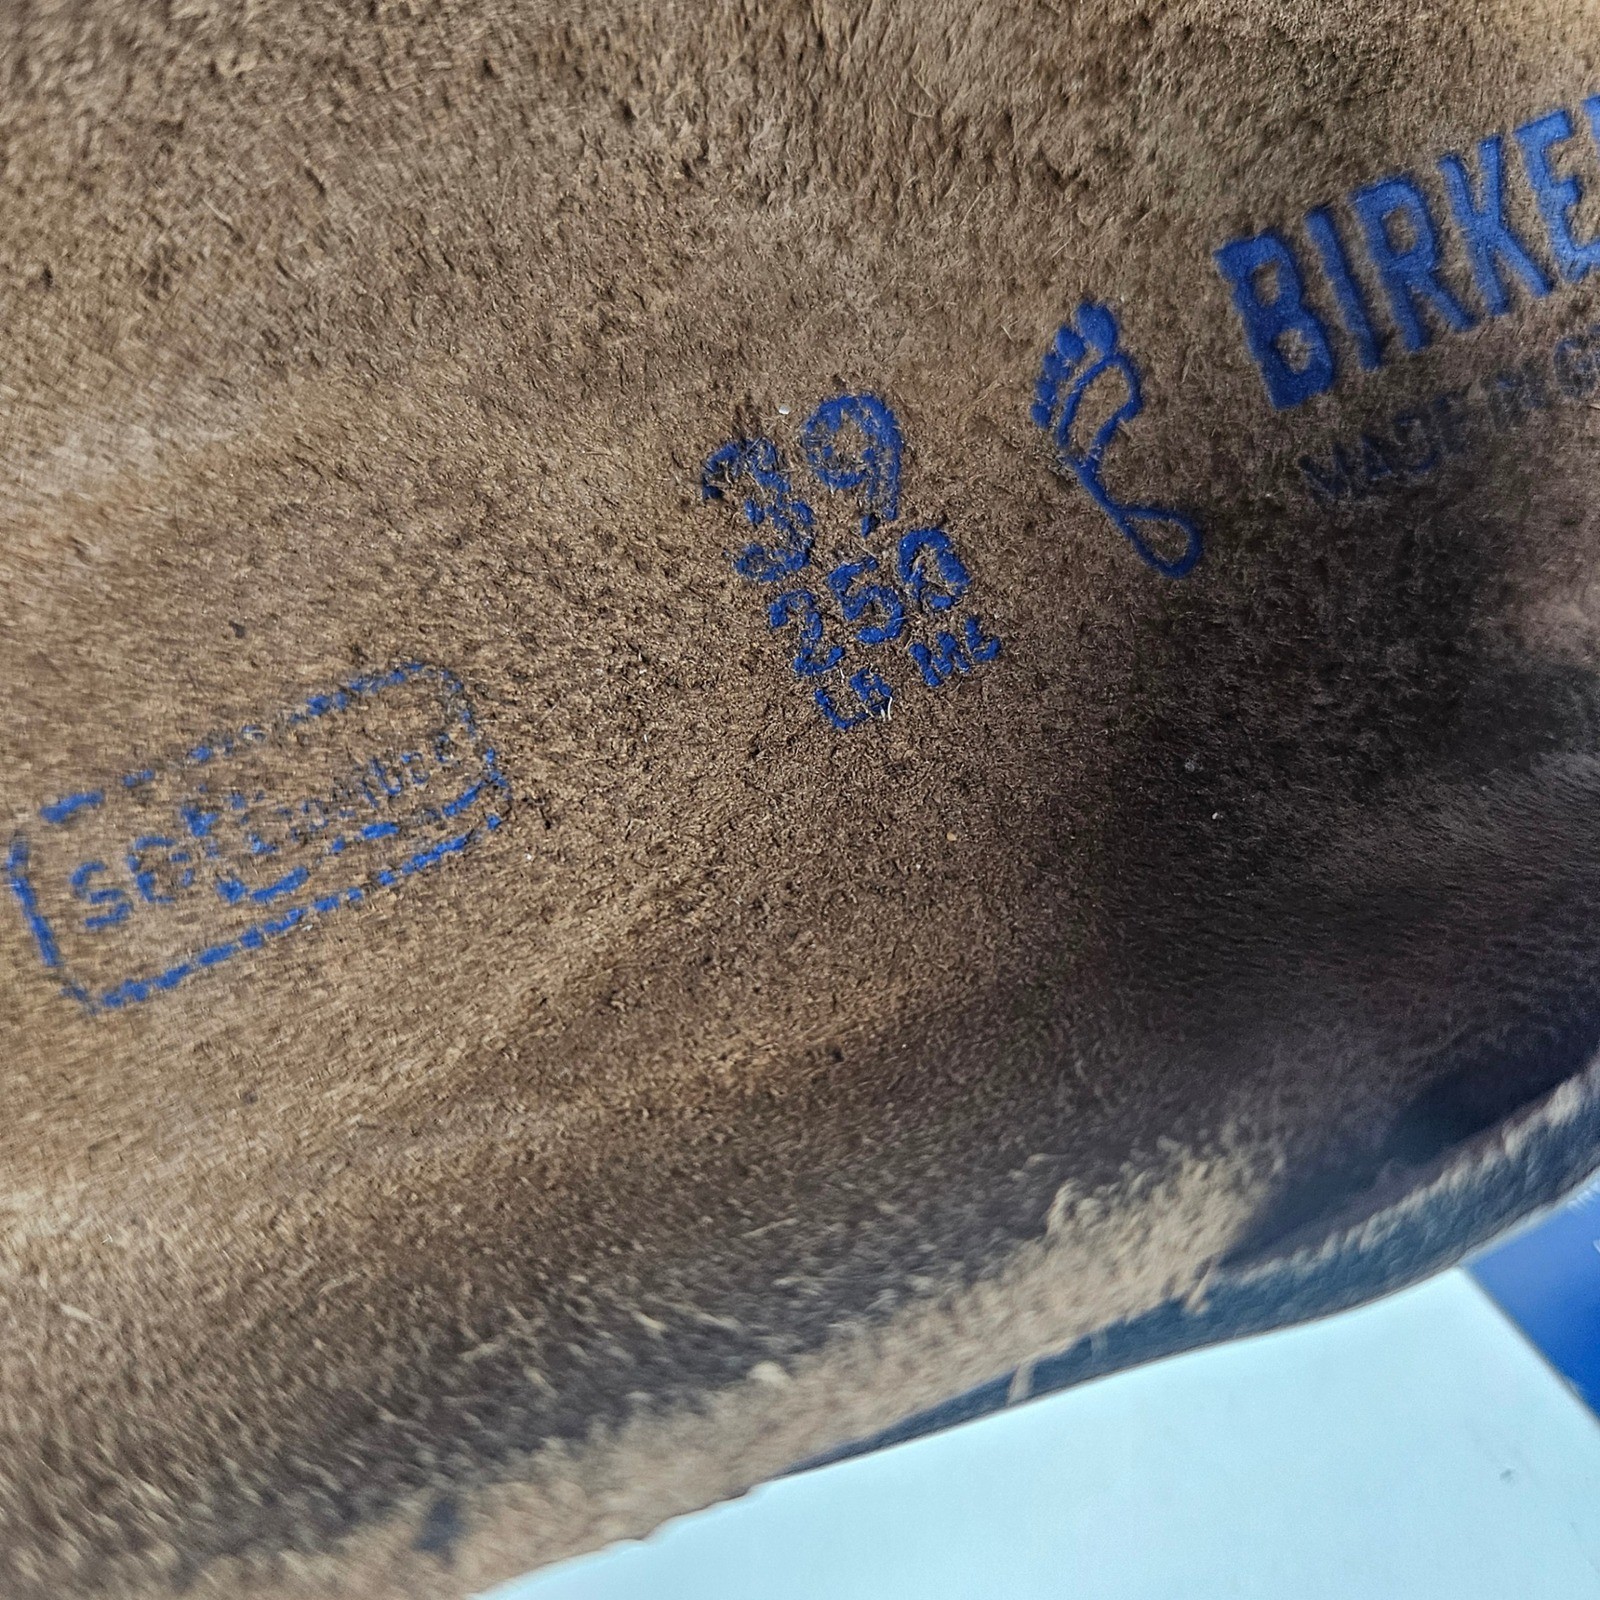 BIRKE
MADE IN G
39
250
L8 M6
SOFT footbed